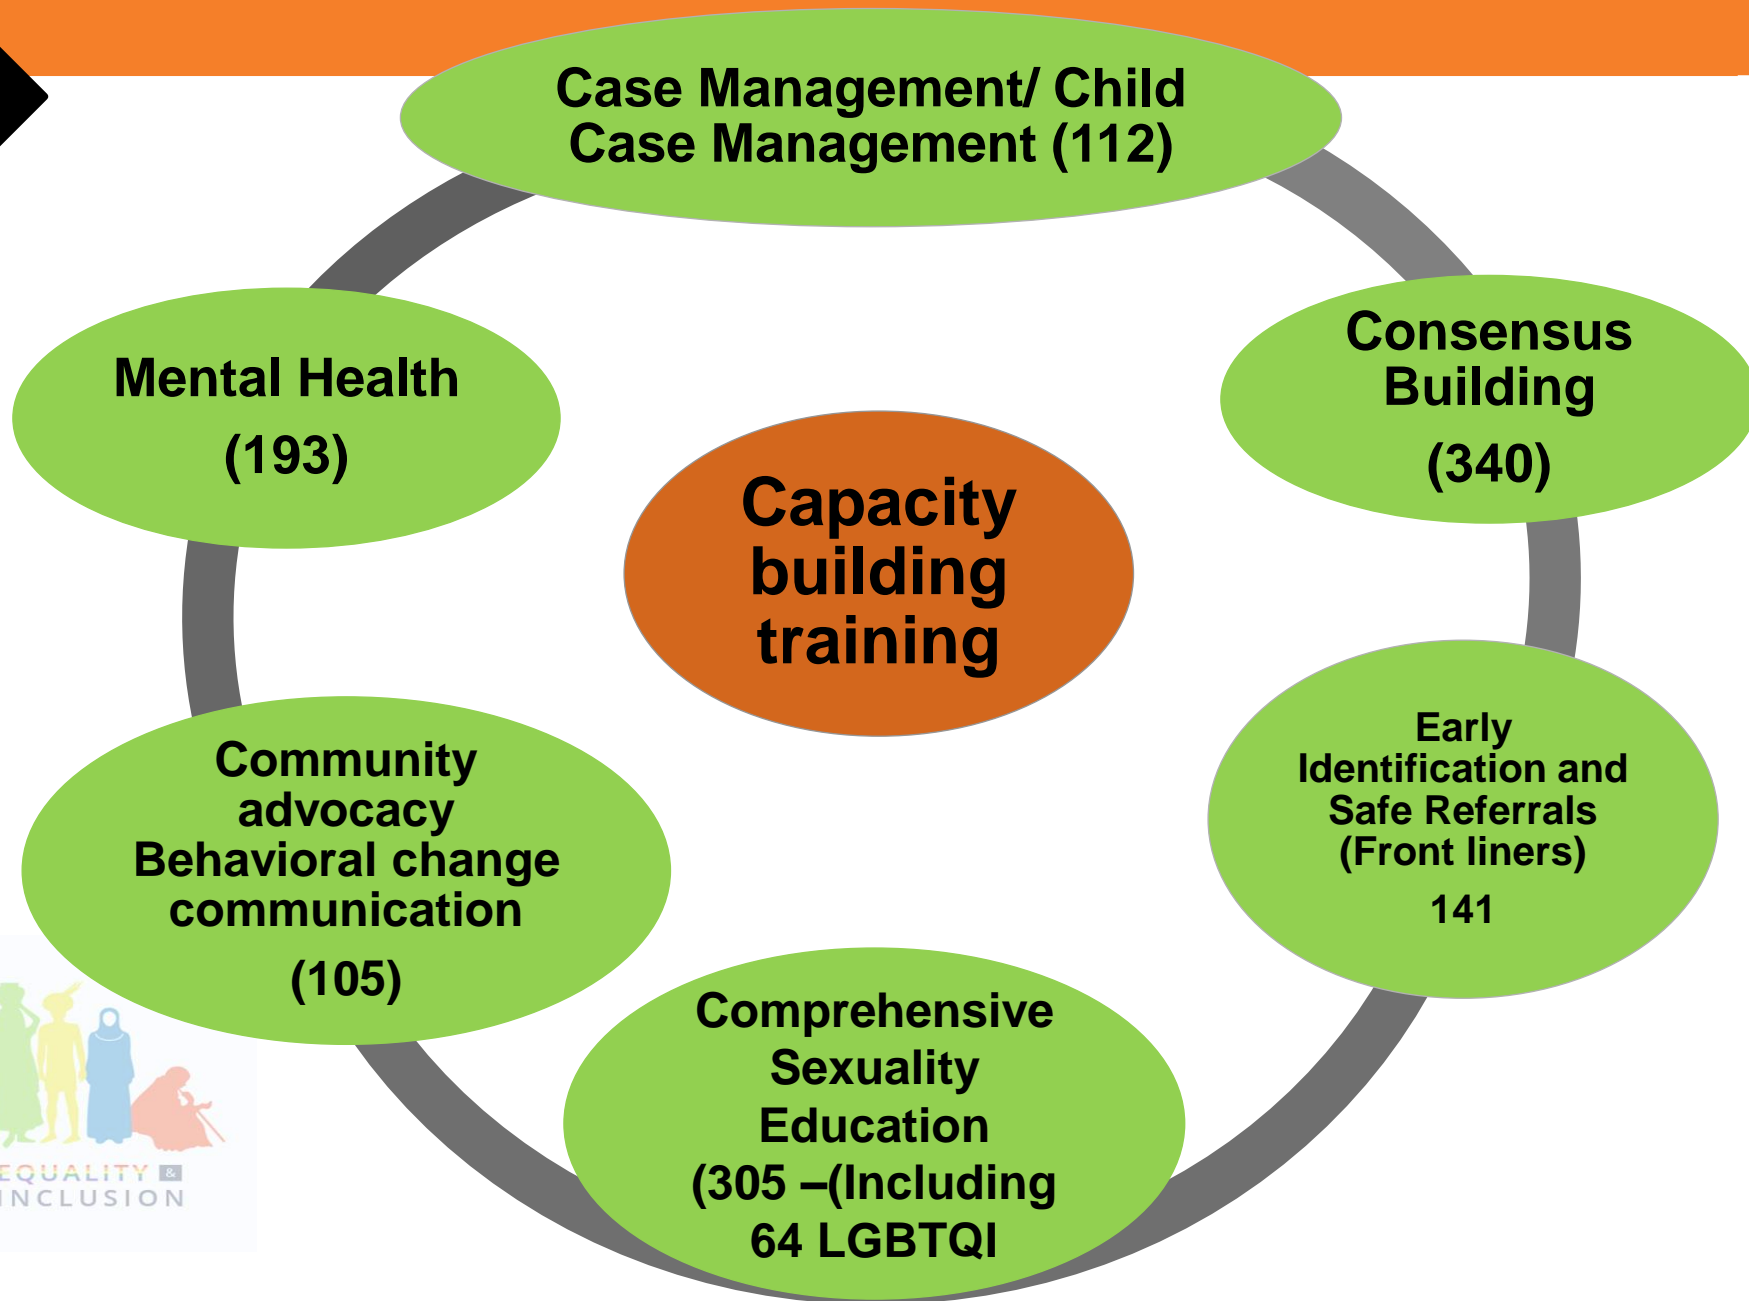 Case Management/ Child
Case Management (112)
Consensus
Building
(340)
Early
Identification and
Safe Referrals
(Front liners)
141
Comprehensive
Sexuality
Education
(305 –(Including
64 LGBTQI
Community
advocacy
Behavioral change
communication
(105)
Mental Health
(193)
Capacity
building
training
EQUALITY &
INCLUSION